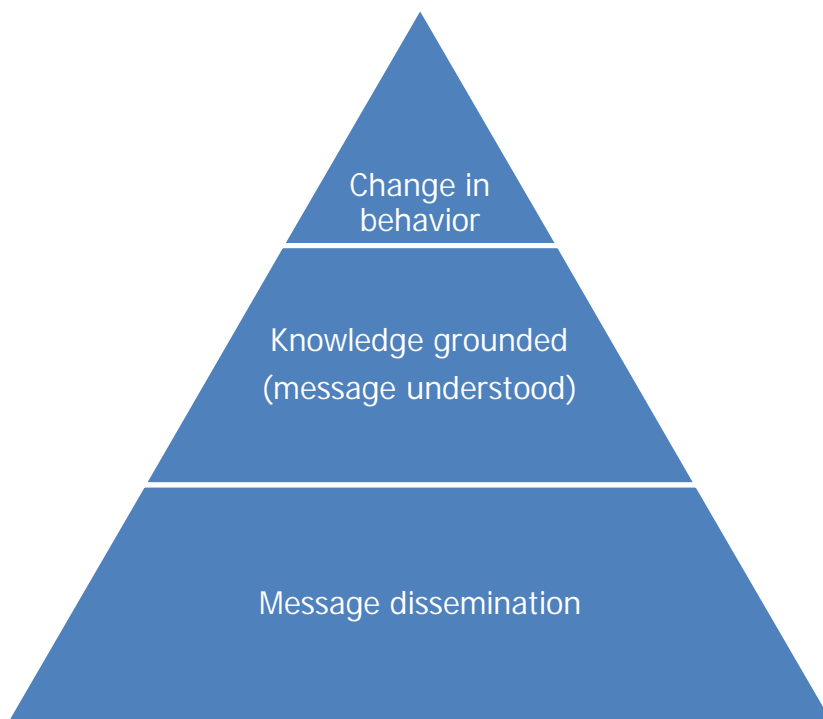 Change in
behavior
Knowledge grounded
(message understood)
Message dissemination